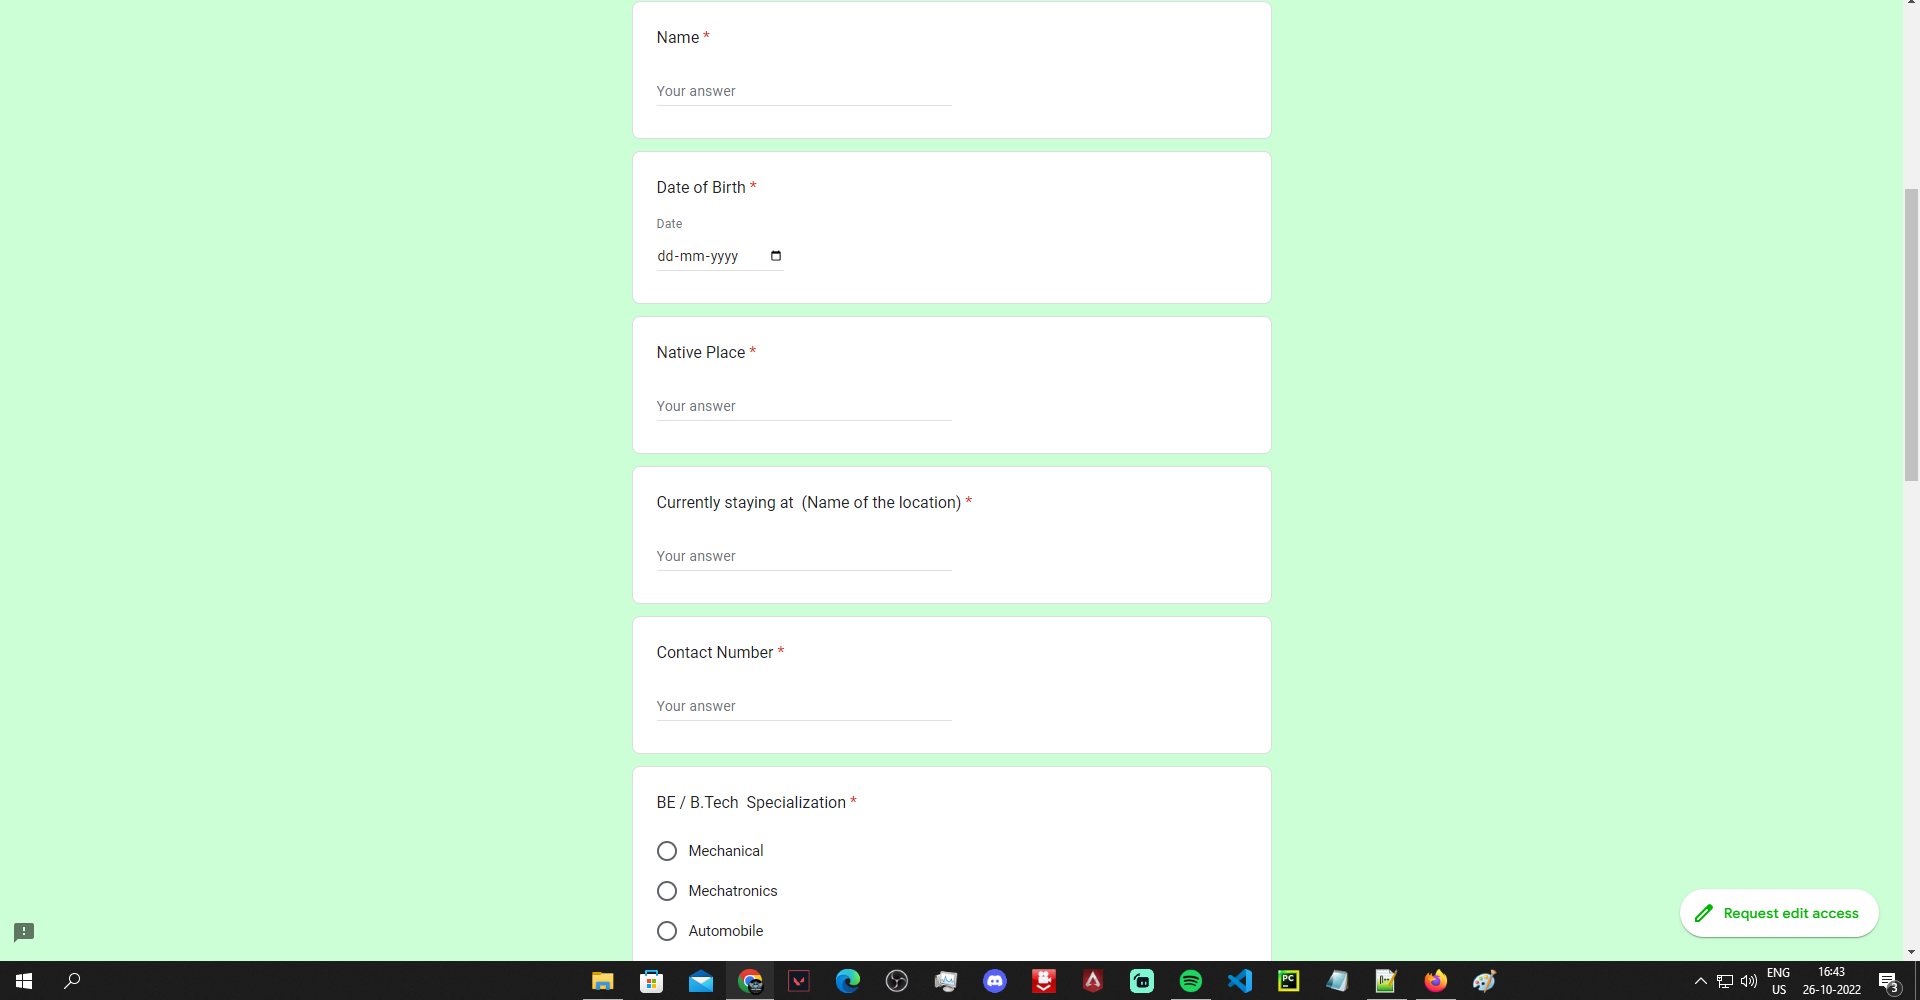 Name *
Your answer
Date of Birth *
Date
dd-mm-yyyy
Native Place *
Your answer
Currently staying at  (Name of the location) *
Your answer
Contact Number *
Your answer
BE / B.Tech  Specialization *
Mechanical
Mechatronics
Automobile
Request edit access
PC
ENG
US
16:43
26-10-2022
3